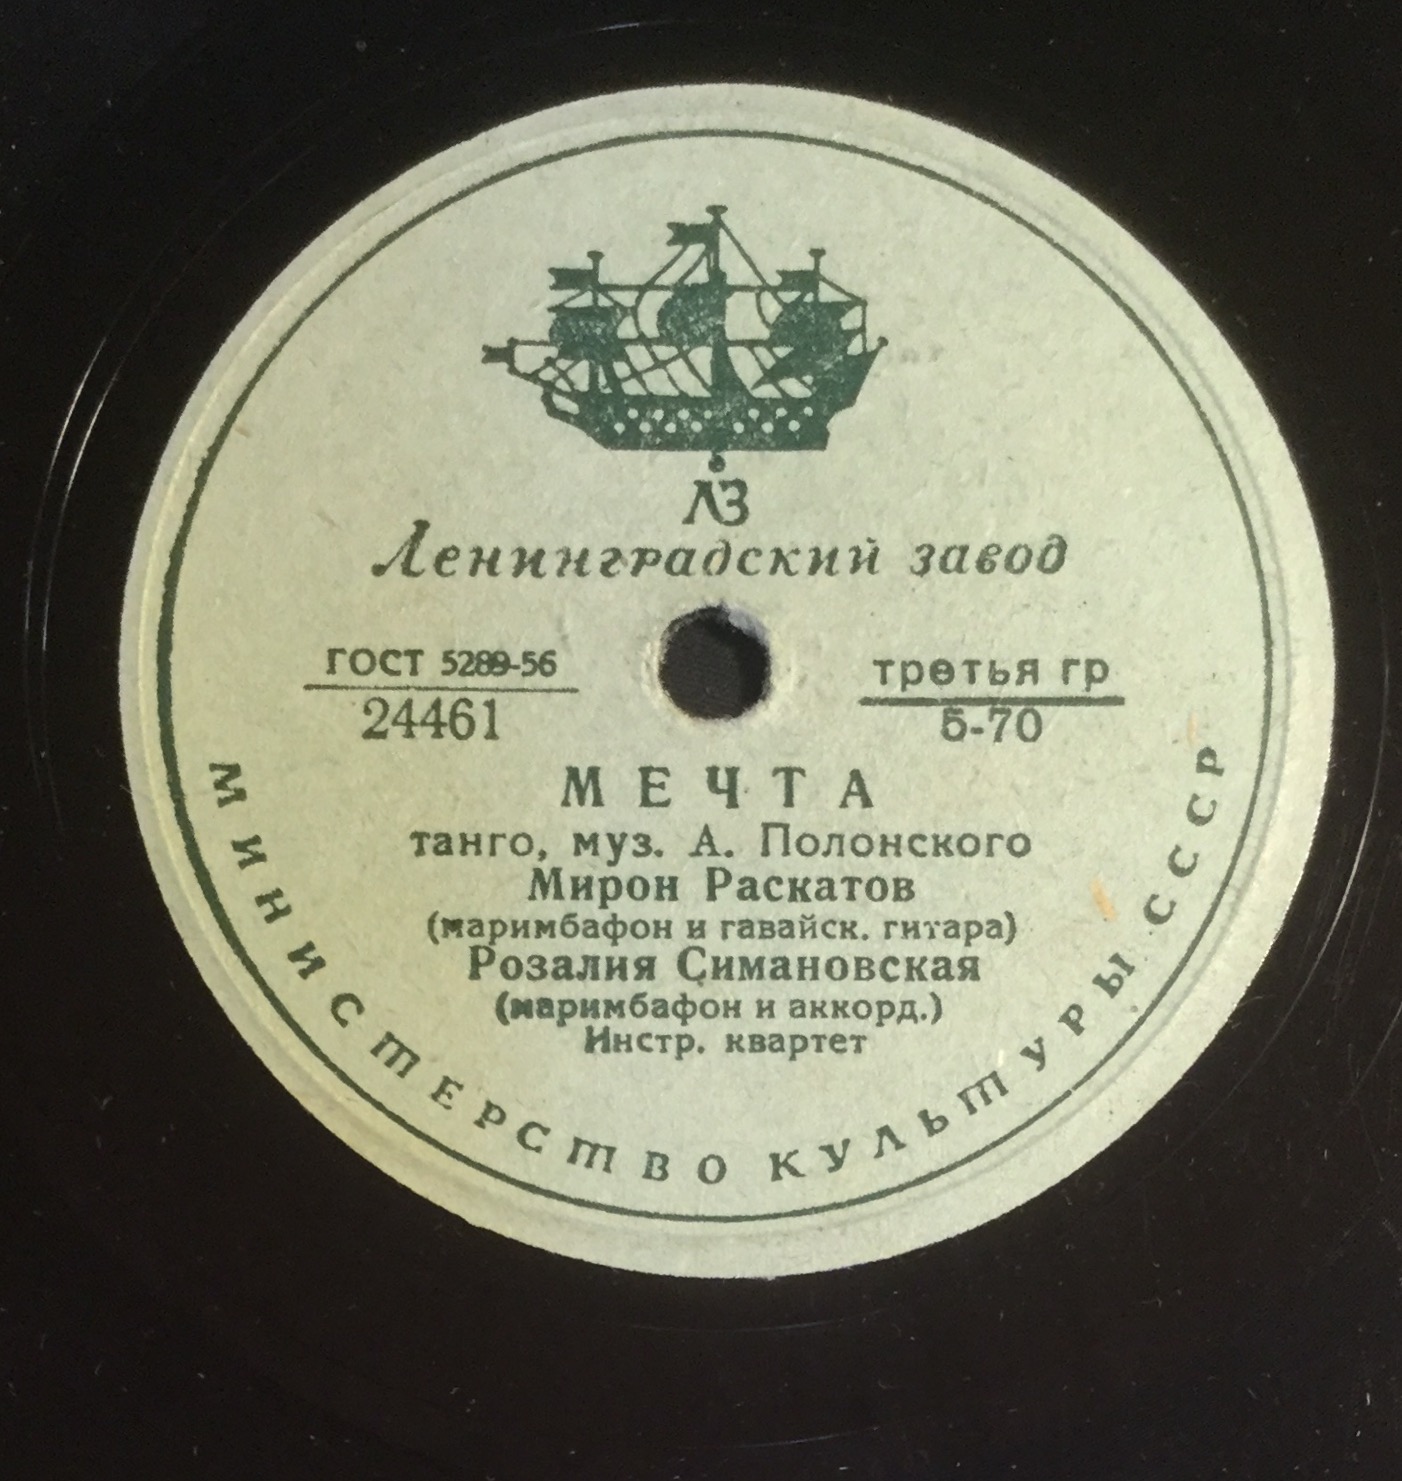 ЛЗ
Ленинградский завод
ГОСТ 5289-56
24461
третья гр
5-70
МЕЧТА
танго, муз. А. Полонского
Мирон Раскатов
(маримбафон и гавайск. гитара)
Розалия Симановская
(маримбафон и аккорд.)
Инстр. квартет
МИНИСТЕРСТВО КУЛЬТУРЫ СССР